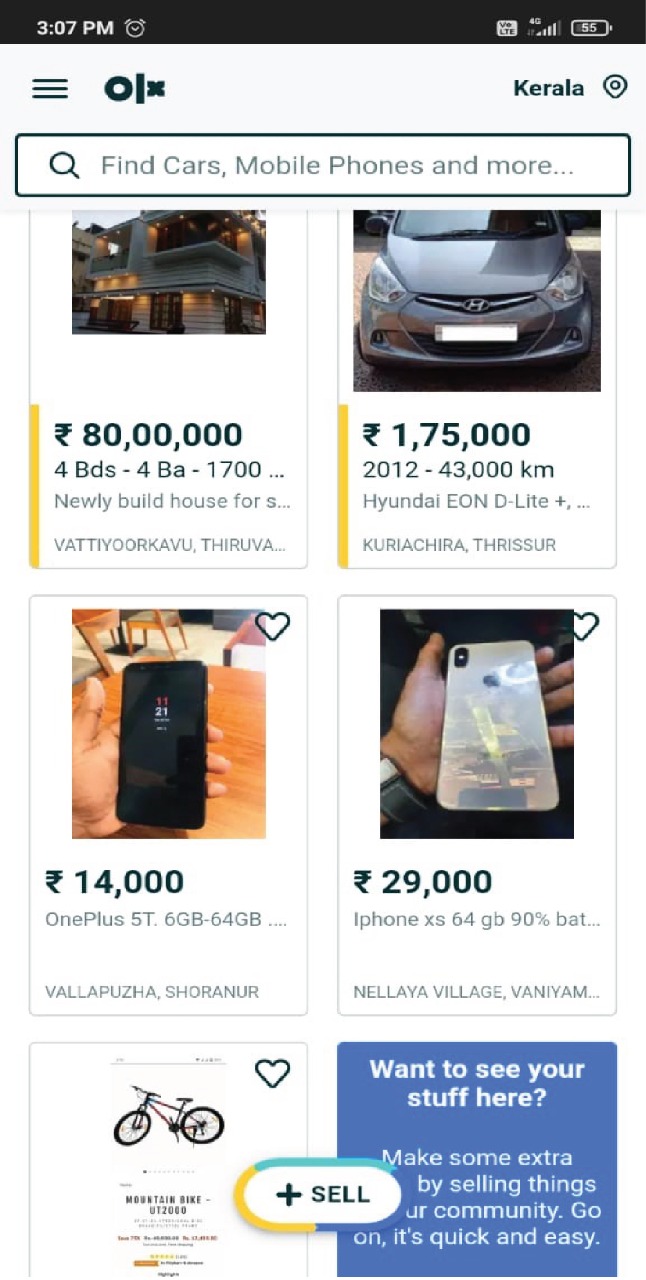 3:07 PM
Vo
LTE
4G
55
olx
Kerala
Find Cars, Mobile Phones and more...
₹ 80,00,000
4 Bds - 4 Ba - 1700 ...
Newly build house for s...
VATTIYOORKAVU, THIRUVA...
₹ 1,75,000
2012 - 43,000 km
Hyundai EON D-Lite +, ...
KURIACHIRA, THRISSUR
11
21
₹ 14,000
OnePlus 5T. 6GB-64GB ....
VALLAPUZHA, SHORANUR
₹ 29,000
Iphone xs 64 gb 90% bat...
NELLAYA VILLAGE, VANIYAM...
MOUNTAIN BIKE -
UT2000
Highlights
Want to see your
stuff here?
Make some extra
by selling things
ur community. Go
on, it's quick and easy.
+ SELL